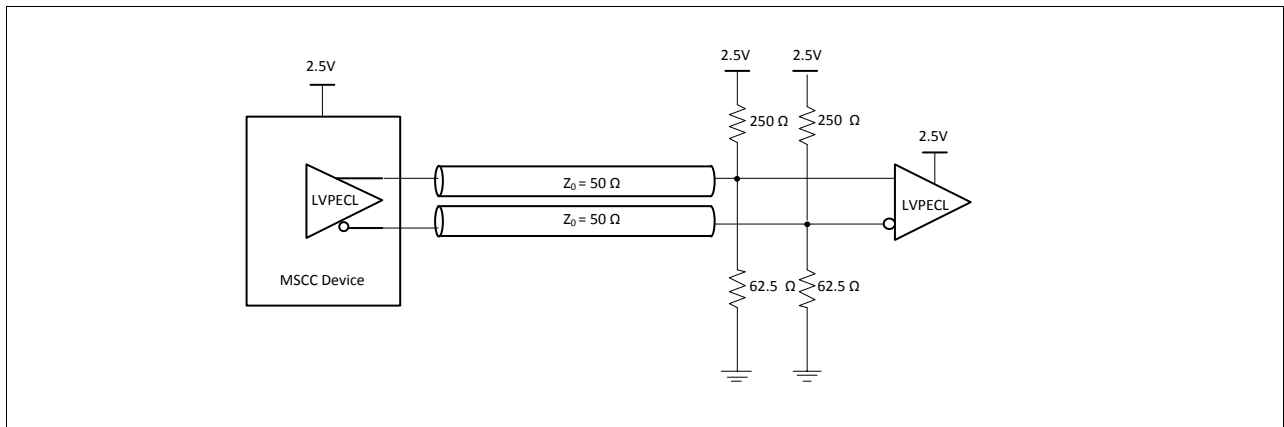 2.5V
2.5V
2.5V
250 Ω
250 Ω
2.5V
LVPECL
Z0 = 50 Ω
Z0 = 50 Ω
LVPECL
MSCC Device
62.5 Ω
62.5 Ω